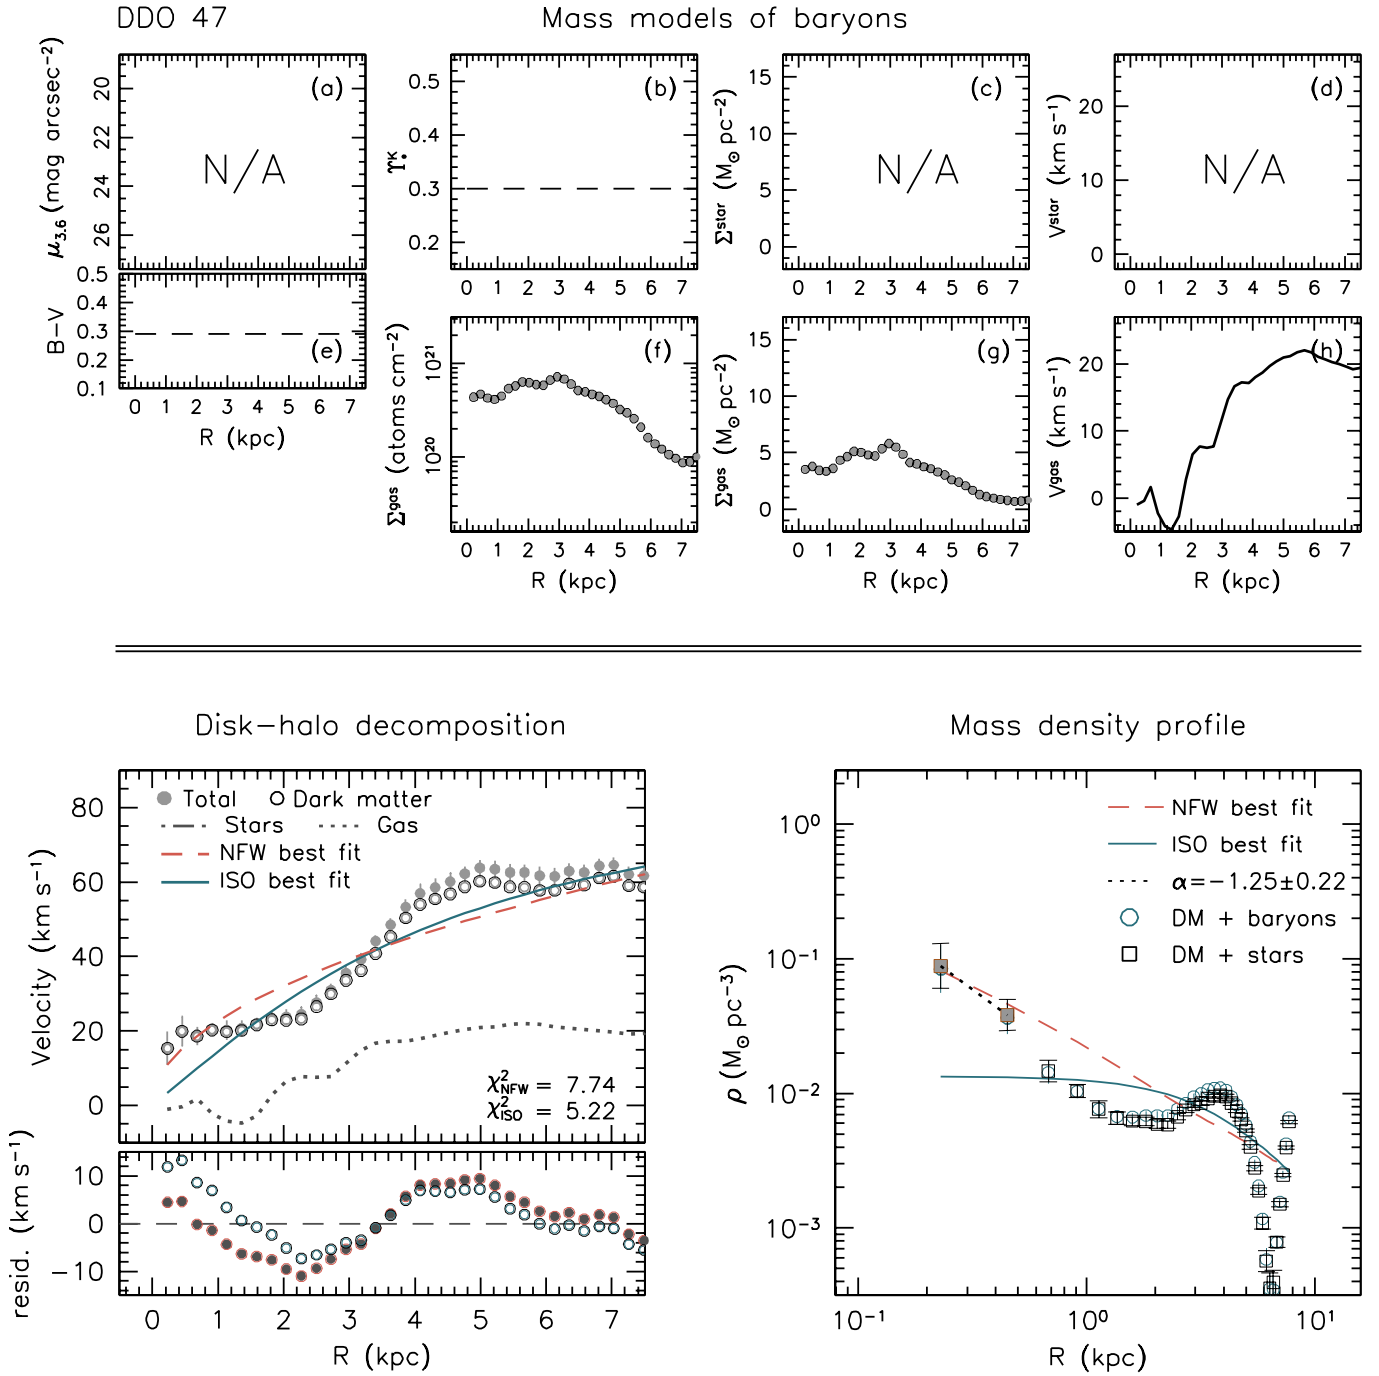 DDO 47
Mass models of baryons
μ3.6 (mag arcsec⁻²)
20
22
24
26
(a)
N/A
B−V
0.5
0.4
0.3
0.2
0.1
(e)
0 1 2 3 4 5 6 7
R (kpc)
ϒ⋆ᴷ
0.5
0.4
0.3
0.2
(b)
0 1 2 3 4 5 6 7
Σgas (atoms cm⁻²)
10²¹
10²⁰
(f)
0 1 2 3 4 5 6 7
R (kpc)
Σstar (M⊙ pc⁻²)
15
10
5
0
(c)
N/A
0 1 2 3 4 5 6 7
Σgas (M⊙ pc⁻²)
15
10
5
0
(g)
0 1 2 3 4 5 6 7
R (kpc)
Vstar (km s⁻¹)
20
10
0
(d)
N/A
0 1 2 3 4 5 6 7
Vgas (km s⁻¹)
20
10
0
(h)
0 1 2 3 4 5 6 7
R (kpc)
Disk−halo decomposition
Velocity (km s⁻¹)
80
60
40
20
0
Total Dark matter
Stars Gas
NFW best fit
ISO best fit
χ²NFW = 7.74
χ²ISO = 5.22
resid. (km s⁻¹)
10
0
−10
0 1 2 3 4 5 6 7
R (kpc)
Mass density profile
ρ (M⊙ pc⁻³)
10⁰
10⁻¹
10⁻²
10⁻³
NFW best fit
ISO best fit
α=−1.25±0.22
DM + baryons
DM + stars
10⁻¹ 10⁰ 10¹
R (kpc)